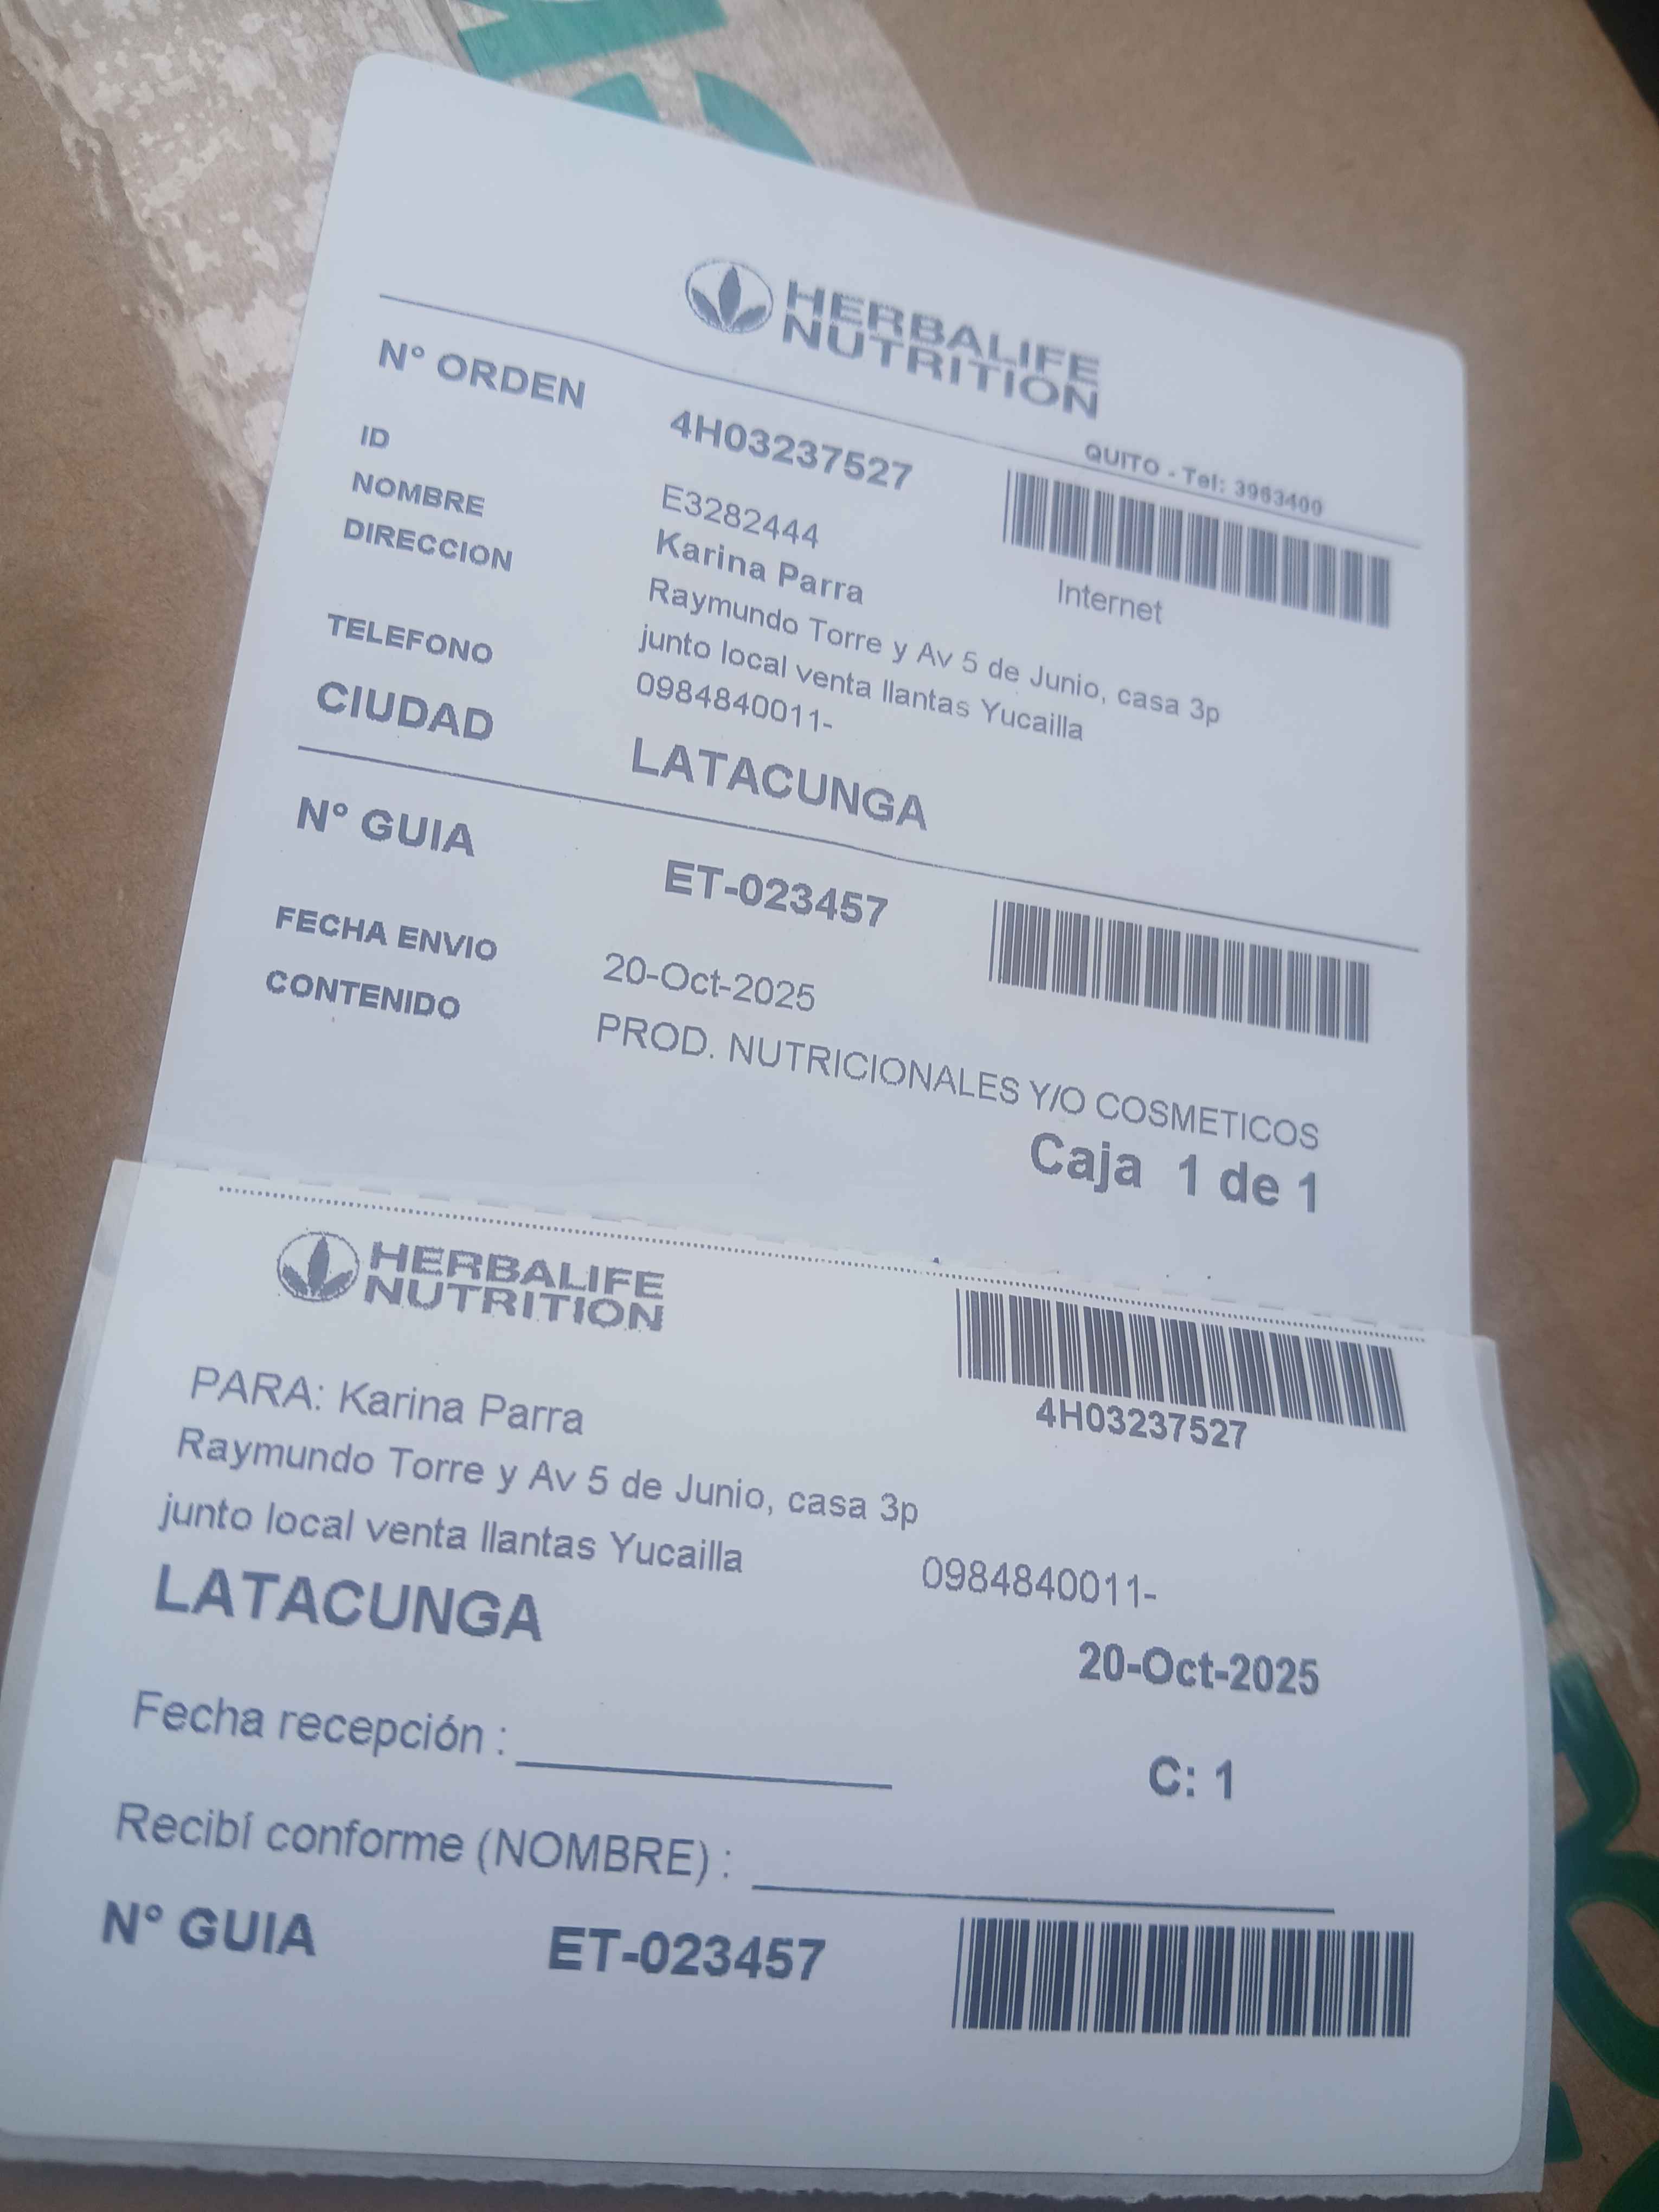 HERBALIFE
NUTRITION
QUITO - Tel: 3963400
N° ORDEN 4H03237527
ID E3282444 Internet
NOMBRE Karina Parra
DIRECCION Raymundo Torre y Av 5 de Junio, casa 3p
junto local venta llantas Yucailla
TELEFONO 0984840011-
CIUDAD LATACUNGA
N° GUIA ET-023457
FECHA ENVIO 20-Oct-2025
CONTENIDO PROD. NUTRICIONALES Y/O COSMETICOS
Caja 1 de 1
HERBALIFE
NUTRITION
4H03237527
PARA: Karina Parra
Raymundo Torre y Av 5 de Junio, casa 3p
junto local venta llantas Yucailla 0984840011-
LATACUNGA 20-Oct-2025
Fecha recepción :
C: 1
Recibí conforme (NOMBRE) :
N° GUIA ET-023457